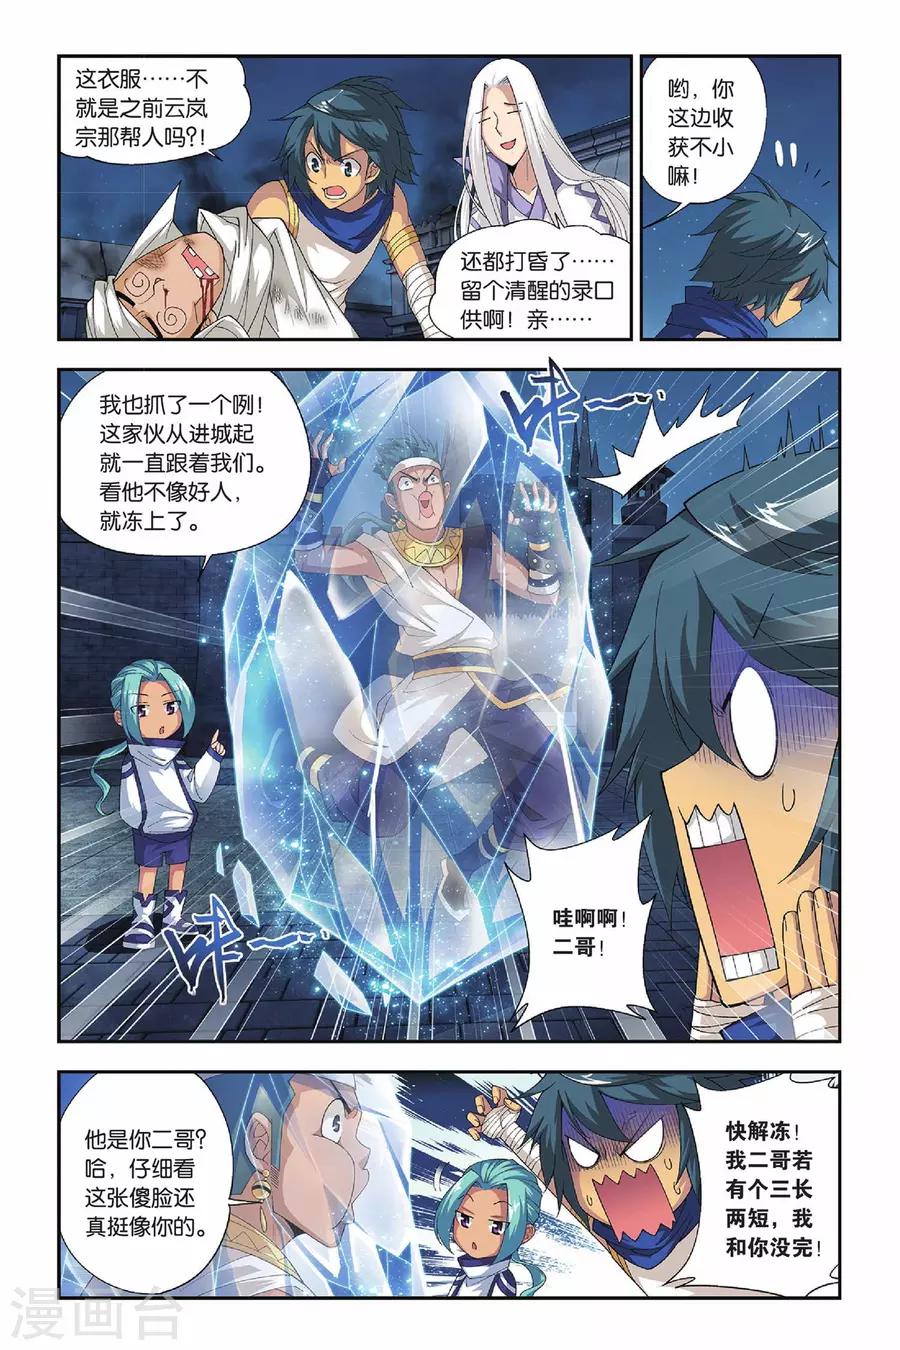 这衣服……不
就是之前云岚
宗那帮人吗?!
还都打昏了……
留个清醒的录口
供啊！亲……
哟，你
这边收
获不小
嘛！
我也抓了一个咧！
这家伙从进城起
就一直跟着我们。
看他不像好人，
就冻上了。
咔～
咔～
哇啊啊！
二哥！
他是你二哥？
哈，仔细看
这张傻脸还
真挺像你的。
快解冻！
我二哥若
有个三长
两短，我
和你没完！
漫画台